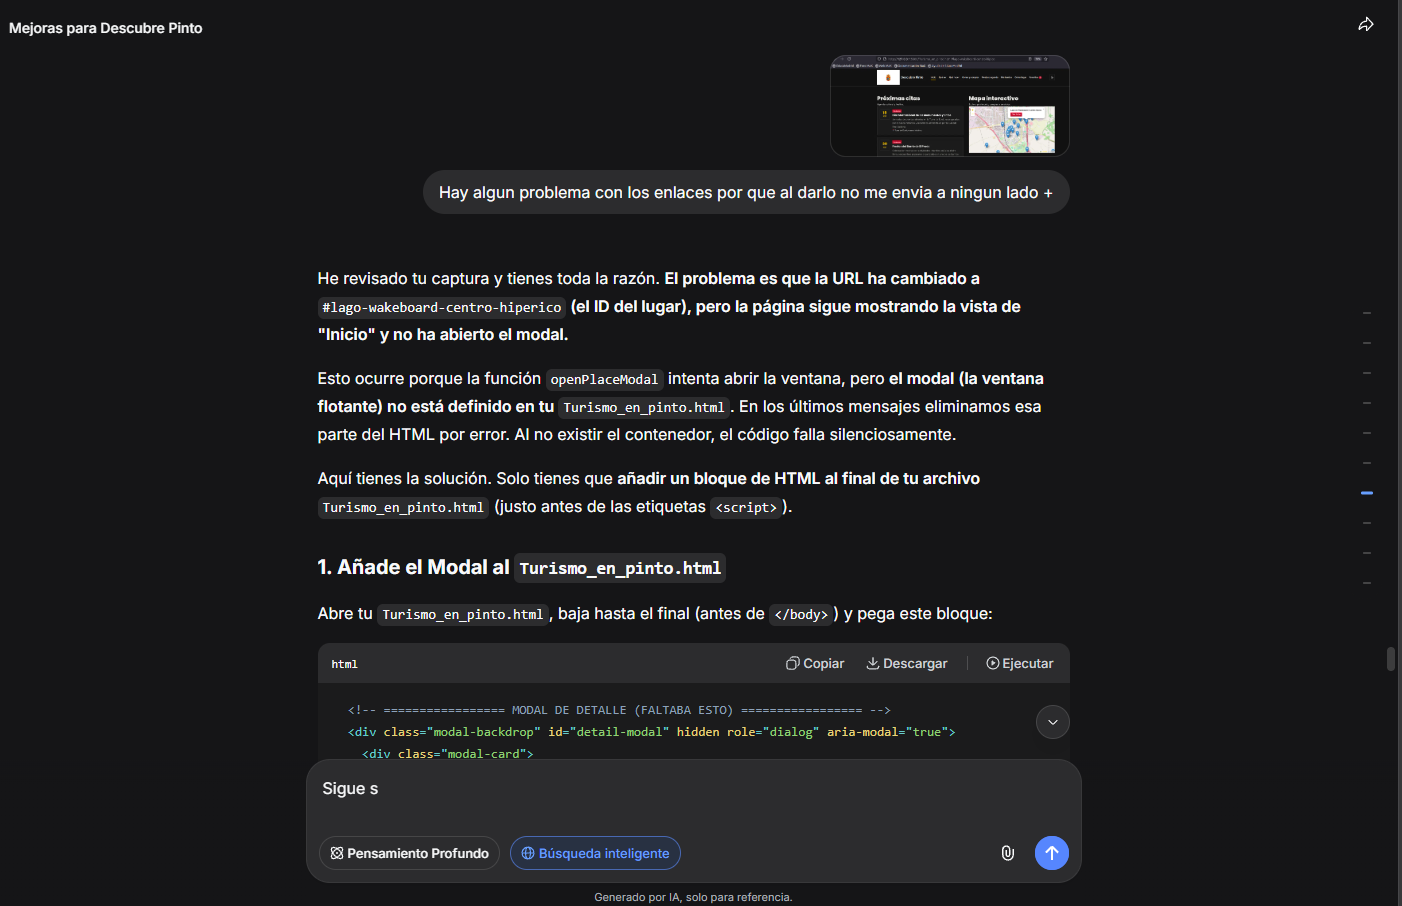 Mejoras para Descubre Pinto
Próximas citas
Mapa interactivo
Hay algun problema con los enlaces por que al darlo no me envia a ningun lado +
He revisado tu captura y tienes toda la razón. El problema es que la URL ha cambiado a
#lago-wakeboard-centro-hiperico (el ID del lugar), pero la página sigue mostrando la vista de
"Inicio" y no ha abierto el modal.
Esto ocurre porque la función openPlaceModal intenta abrir la ventana, pero el modal (la ventana
flotante) no está definido en tu Turismo_en_pinto.html. En los últimos mensajes eliminamos esa
parte del HTML por error. Al no existir el contenedor, el código falla silenciosamente.
Aquí tienes la solución. Solo tienes que añadir un bloque de HTML al final de tu archivo
Turismo_en_pinto.html (justo antes de las etiquetas <script>).
1. Añade el Modal al Turismo_en_pinto.html
Abre tu Turismo_en_pinto.html, baja hasta el final (antes de </body>) y pega este bloque:
html
Copiar
Descargar
Ejecutar
<!-- ================ MODAL DE DETALLE (FALTABA ESTO) ================ -->
<div class="modal-backdrop" id="detail-modal" hidden role="dialog" aria-modal="true">
<div class="modal-card">
Sigue s
Pensamiento Profundo
Búsqueda inteligente
Generado por IA, solo para referencia.